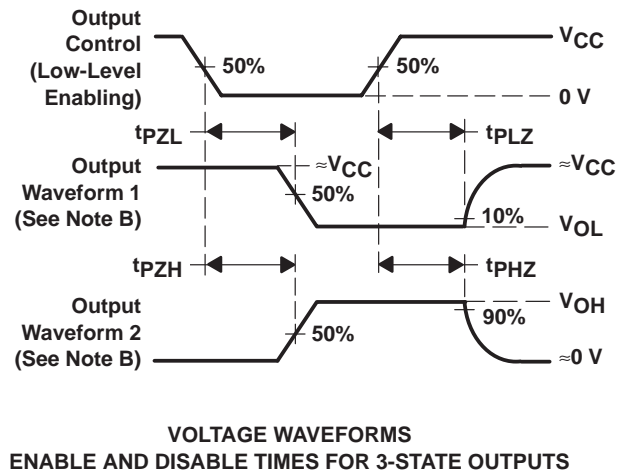 Output
Control
(Low-Level
Enabling)
50%
50%
VCC
0 V
tPZL
tPLZ
Output
Waveform 1
(See Note B)
≈VCC
50%
10%
≈VCC
VOL
tPZH
tPHZ
Output
Waveform 2
(See Note B)
50%
90%
VOH
≈0 V
VOLTAGE WAVEFORMS
ENABLE AND DISABLE TIMES FOR 3-STATE OUTPUTS